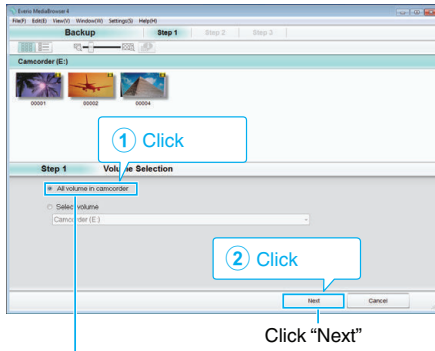 Everio MediaBrowser 4
File(F) Edit(E) View(V) Window(W) Settings(S) Help(H)
Backup Step 1 Step 2 Step 3
Camcorder (E:)
00001 00002 00004
1 Click
Step 1 Volume Selection
All volume in camcorder
Select volume
Camcorder (E:)
2 Click
Next Cancel
Click “Next”